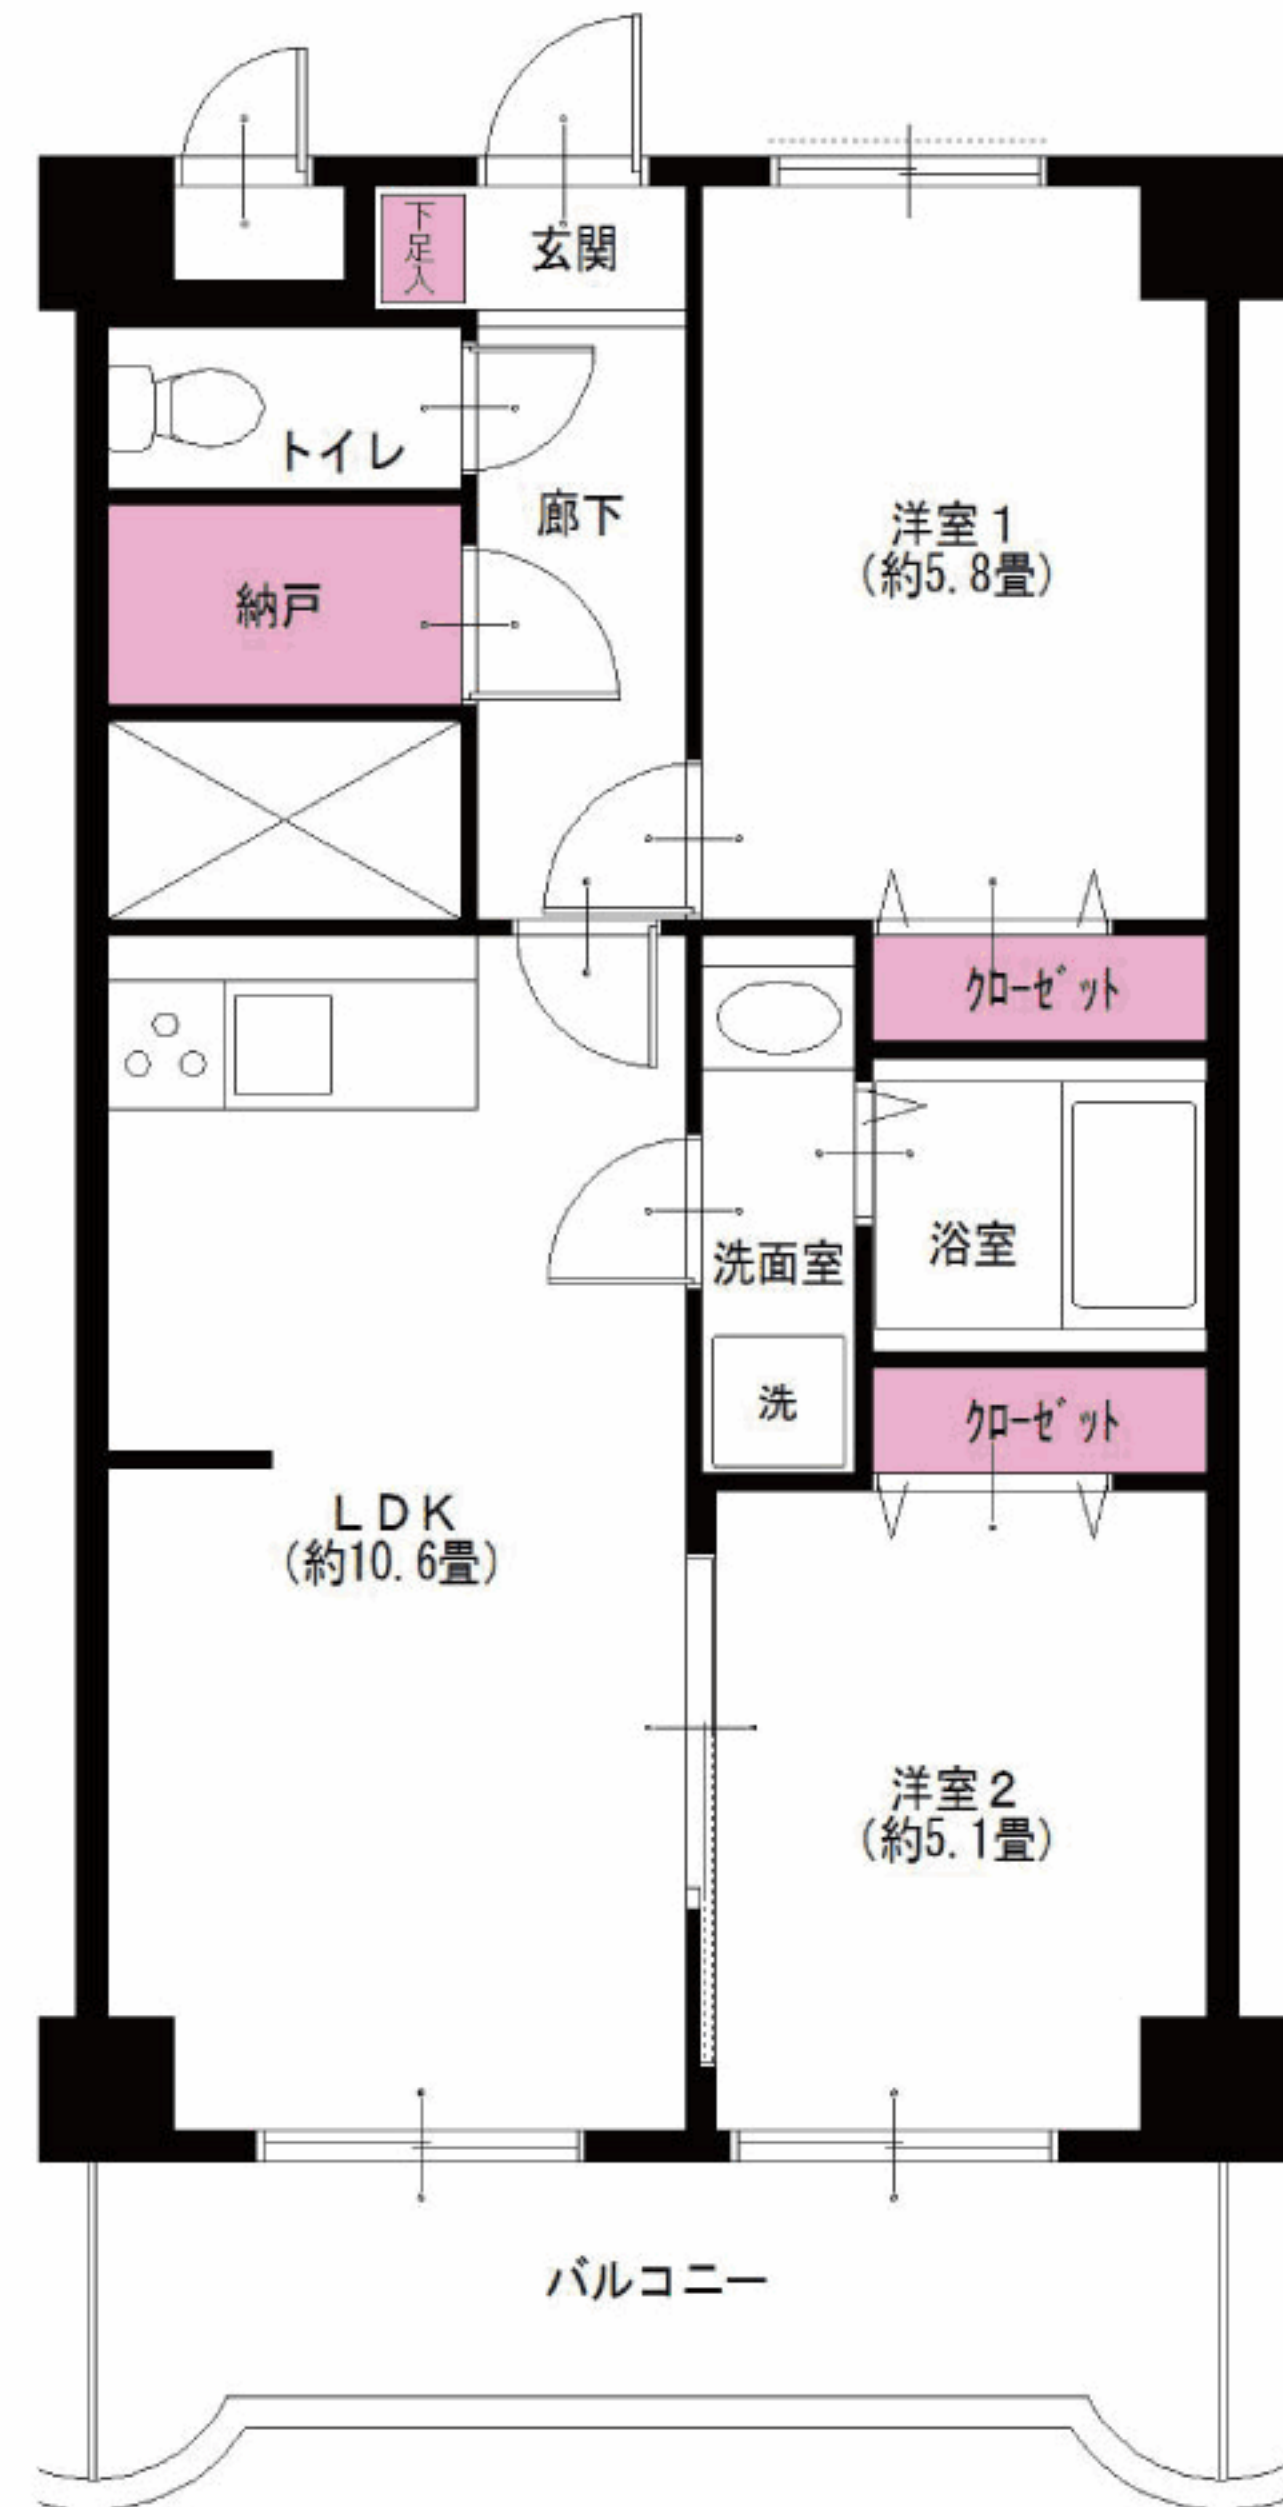 下足入
玄関
トイレ
廊下
洋室1
(約5.8畳)
納戸
ｸﾛｰｾﾞｯﾄ
洗面室
浴室
洗
ｸﾛｰｾﾞｯﾄ
LDK
(約10.6畳)
洋室2
(約5.1畳)
バルコニー